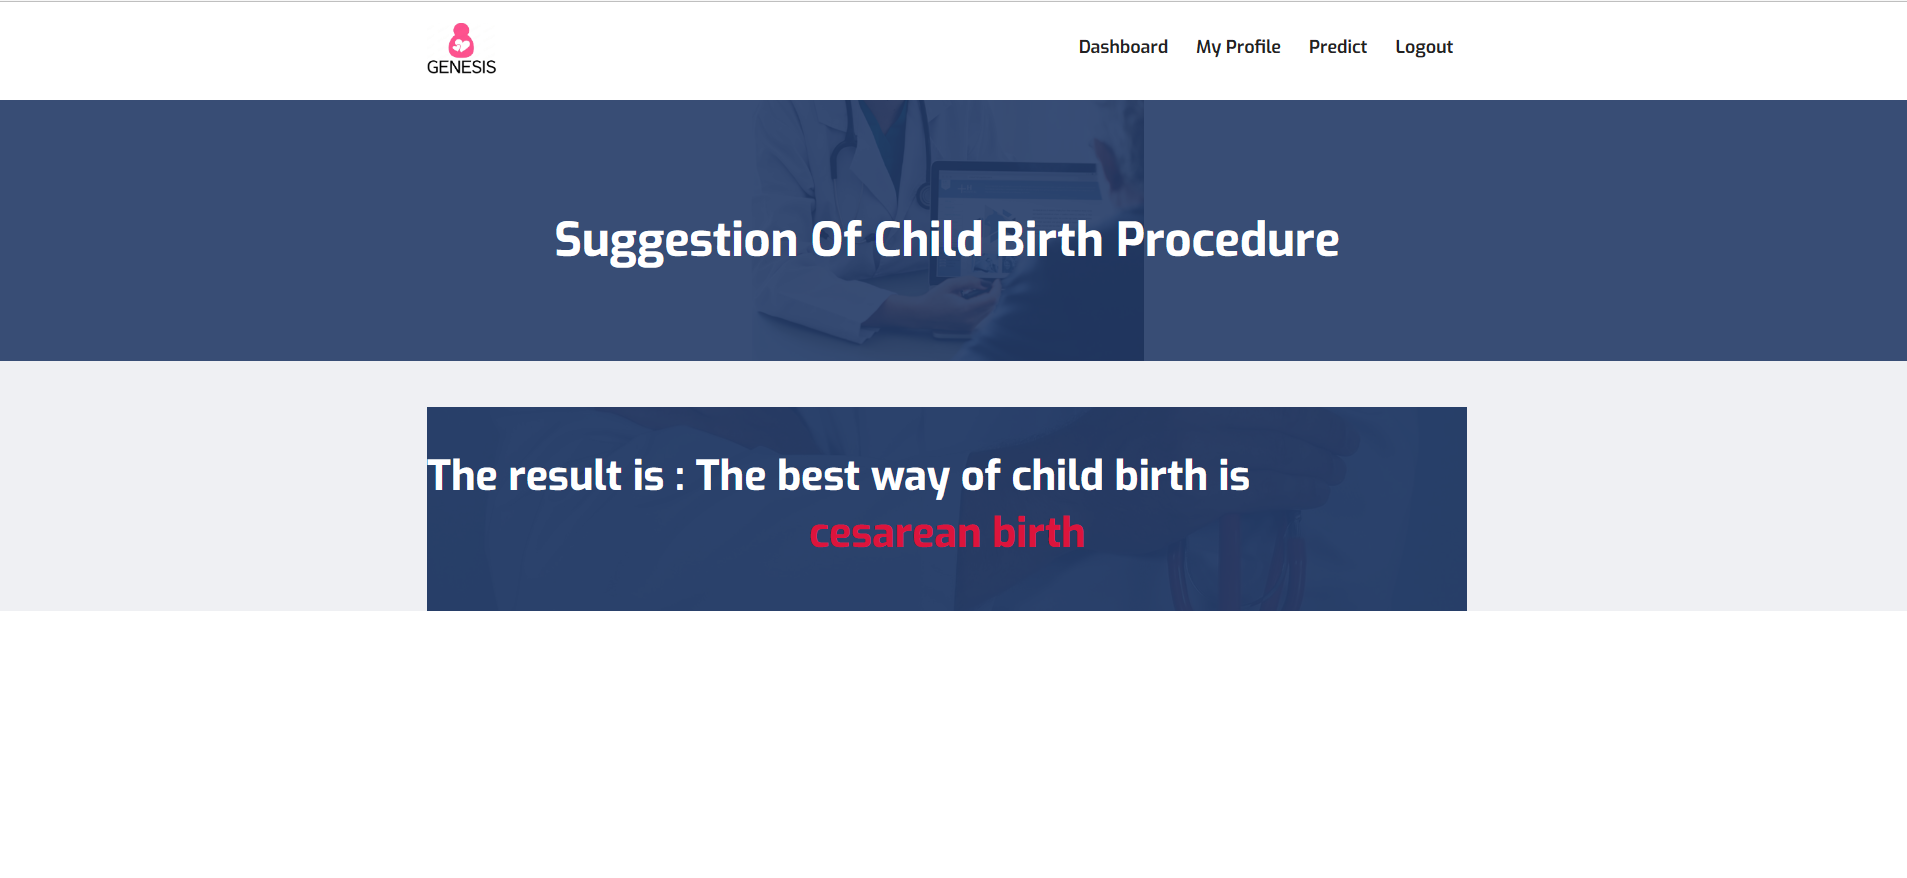 GENESIS
Dashboard My Profile Predict Logout
Suggestion Of Child Birth Procedure
The result is : The best way of child birth is
cesarean birth